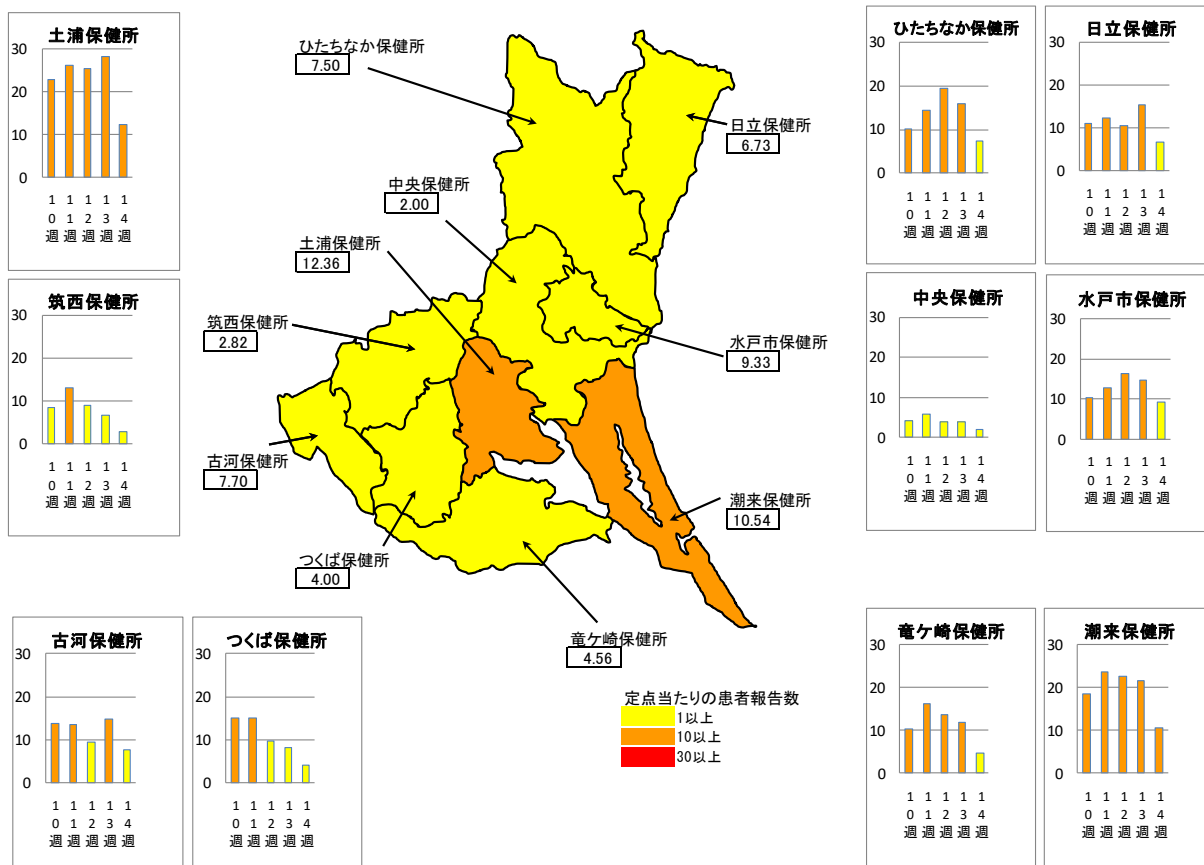 土浦保健所
30
20
10
0
10週
11週
12週
13週
14週
筑西保健所
30
20
10
0
10週
11週
12週
13週
14週
古河保健所
30
20
10
0
10週
11週
12週
13週
14週
つくば保健所
30
20
10
0
10週
11週
12週
13週
14週
ひたちなか保健所
7.50
日立保健所
6.73
中央保健所
2.00
土浦保健所
12.36
筑西保健所
2.82
水戸市保健所
9.33
古河保健所
7.70
潮来保健所
10.54
つくば保健所
4.00
竜ケ崎保健所
4.56
定点当たりの患者報告数
1以上
10以上
30以上
ひたちなか保健所
30
20
10
0
10週
11週
12週
13週
14週
日立保健所
30
20
10
0
10週
11週
12週
13週
14週
中央保健所
30
20
10
0
10週
11週
12週
13週
14週
水戸市保健所
30
20
10
0
10週
11週
12週
13週
14週
竜ケ崎保健所
30
20
10
0
10週
11週
12週
13週
14週
潮来保健所
30
20
10
0
10週
11週
12週
13週
14週